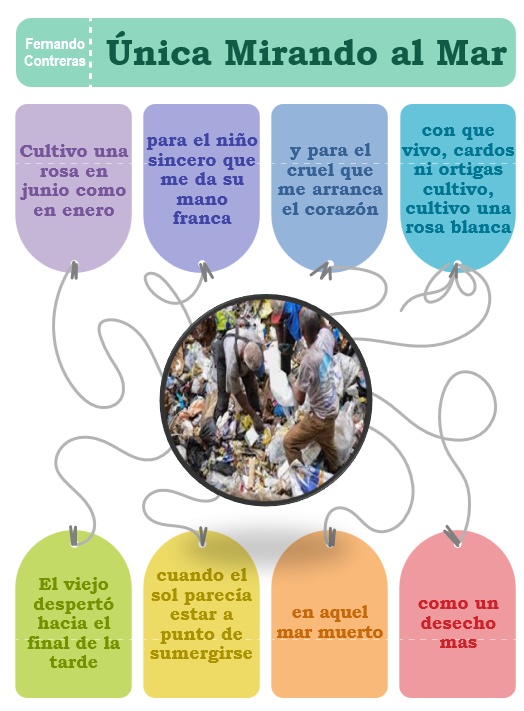 Fernando
Contreras
Única Mirando al Mar
Cultivo una
rosa en
junio como
en enero
para el niño
sincero que
me da su
mano
franca
y para el
cruel que
me arranca
el corazón
con que
vivo, cardos
ni ortigas
cultivo,
cultivo una
rosa blanca
El viejo
despertó
hacia el
final de la
tarde
cuando el
sol parecía
estar a
punto de
sumergirse
en aquel
mar muerto
como un
desecho
mas